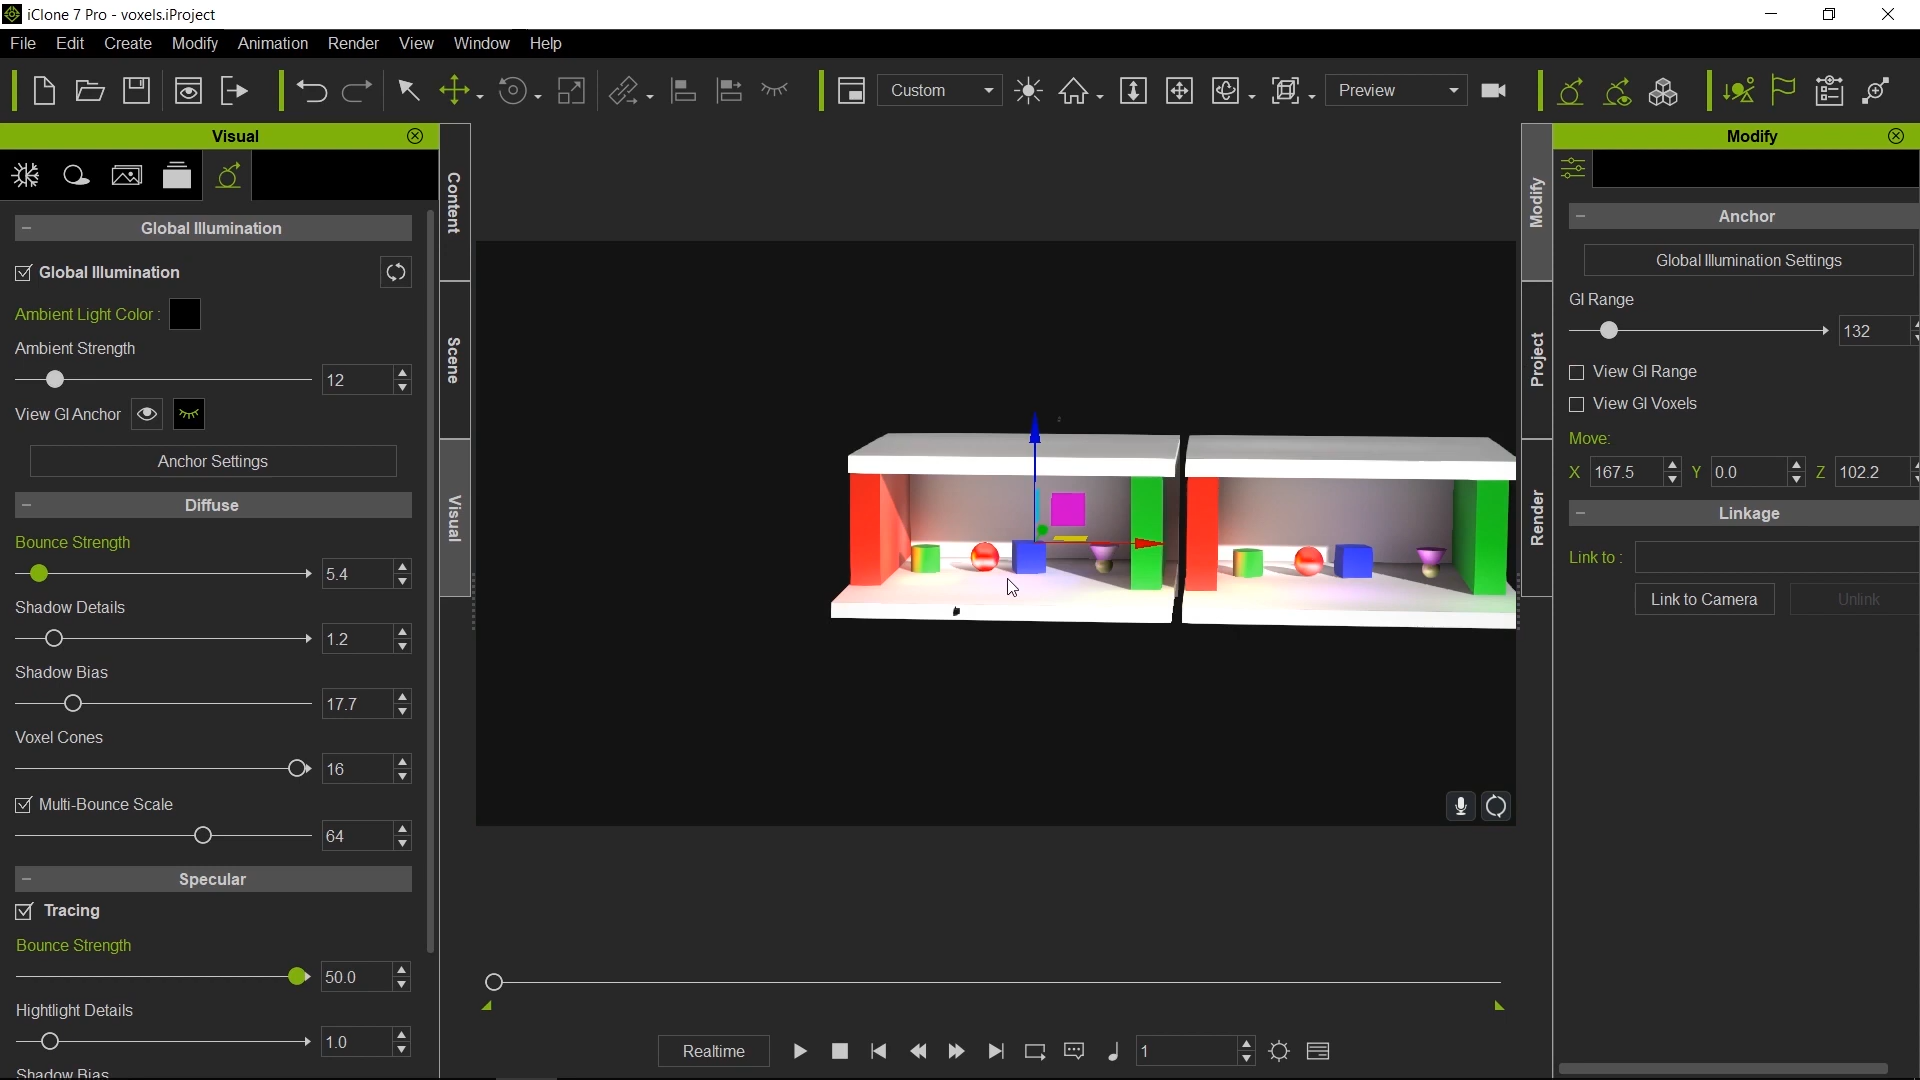 iClone 7 Pro - voxels.iProject
File Edit Create Modify Animation Render View Window Help
Custom
Preview
Visual
Content
Scene
Visual
Global Illumination
Global Illumination
Ambient Light Color :
Ambient Strength
12
View GI Anchor
Anchor Settings
Diffuse
Bounce Strength
5.4
Shadow Details
1.2
Shadow Bias
17.7
Voxel Cones
16
Multi-Bounce Scale
64
Specular
Tracing
Bounce Strength
50.0
Hightlight Details
1.0
Shadow Bias
Realtime
1
Modify
Project
Render
Modify
Anchor
Global Illumination Settings
GI Range
132
View GI Range
View GI Voxels
Move:
X 167.5 Y 0.0 Z 102.2
Linkage
Link to :
Link to Camera Unlink